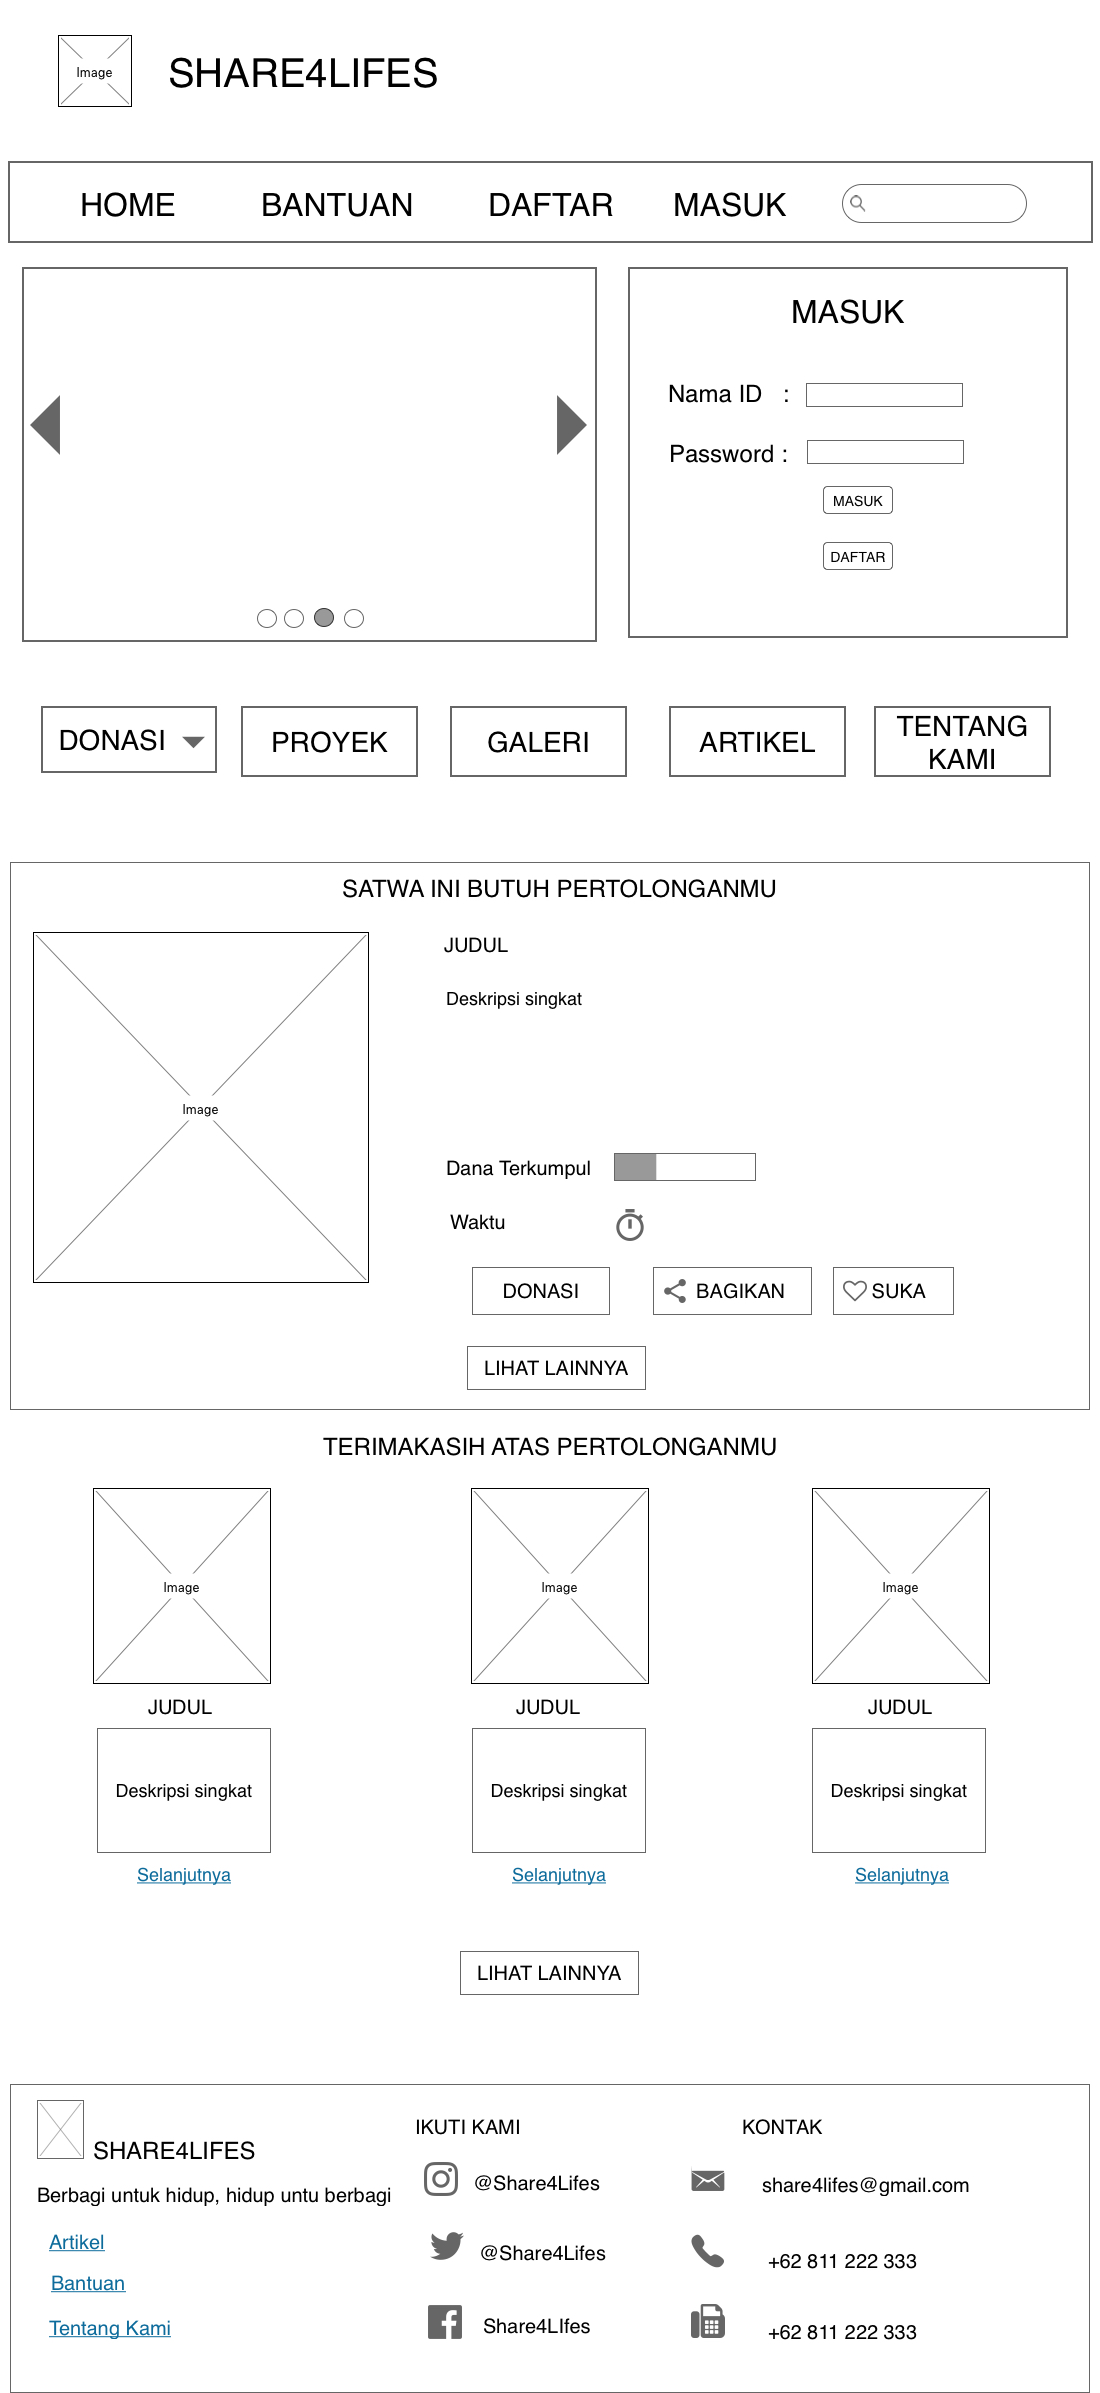 Image
SHARE4LIFES
HOME
BANTUAN
DAFTAR
MASUK
MASUK
Nama ID :
Password :
MASUK
DAFTAR
DONASI
PROYEK
GALERI
ARTIKEL
TENTANG
KAMI
SATWA INI BUTUH PERTOLONGANMU
Image
JUDUL
Deskripsi singkat
Dana Terkumpul
Waktu
DONASI
BAGIKAN
SUKA
LIHAT LAINNYA
TERIMAKASIH ATAS PERTOLONGANMU
Image
Image
Image
JUDUL
JUDUL
JUDUL
Deskripsi singkat
Deskripsi singkat
Deskripsi singkat
Selanjutnya
Selanjutnya
Selanjutnya
LIHAT LAINNYA
SHARE4LIFES
Berbagi untuk hidup, hidup untu berbagi
Artikel
Bantuan
Tentang Kami
IKUTI KAMI
@Share4Lifes
@Share4Lifes
Share4LIfes
KONTAK
share4lifes@gmail.com
+62 811 222 333
+62 811 222 333